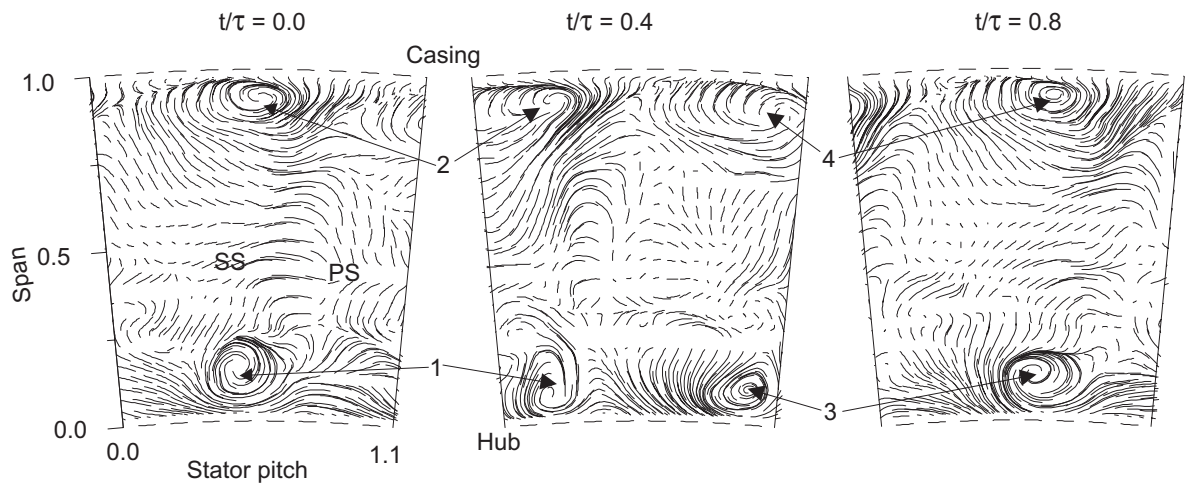 t/τ = 0.0
t/τ = 0.4
t/τ = 0.8
Casing
1.0
2
4
Span
0.5
SS
PS
1
3
0.0
Hub
0.0
1.1
Stator pitch